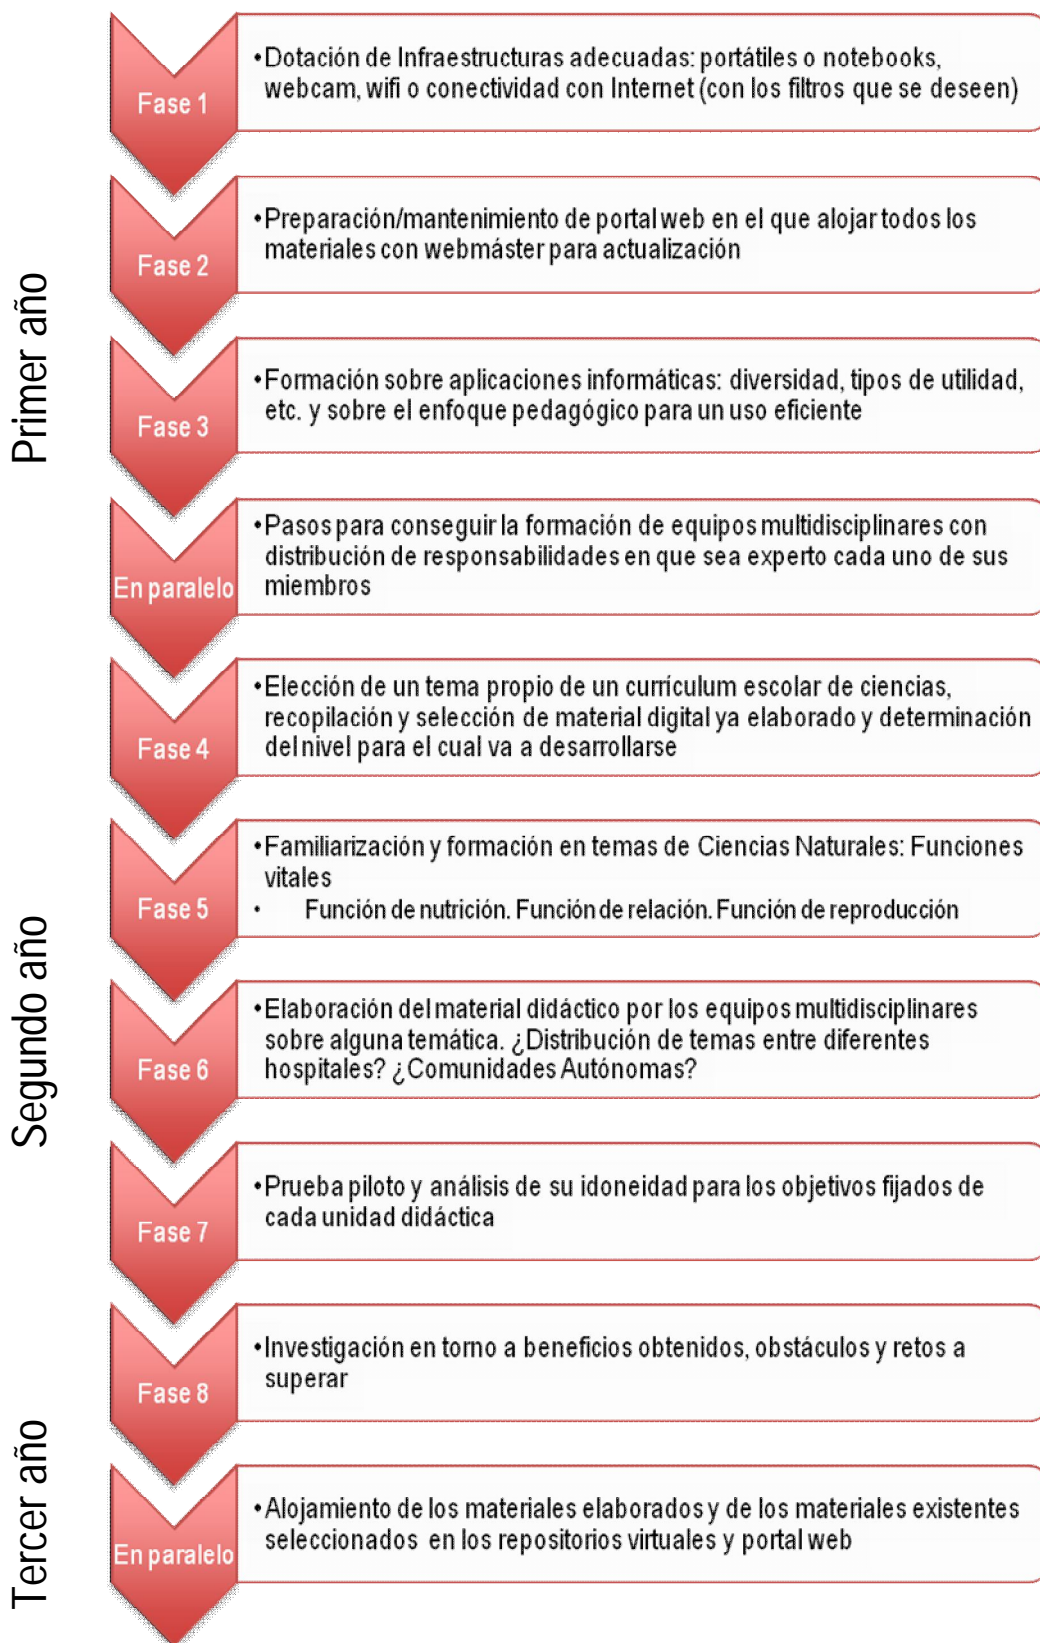 Primer año
Fase 1
•Dotación de Infraestructuras adecuadas: portátiles o notebooks,
webcam, wifi o conectividad con Internet (con los filtros que se deseen)
Fase 2
•Preparación/mantenimiento de portal web en el que alojar todos los
materiales con webmáster para actualización
Fase 3
•Formación sobre aplicaciones informáticas: diversidad, tipos de utilidad,
etc. y sobre el enfoque pedagógico para un uso eficiente
En paralelo
•Pasos para conseguir la formación de equipos multidisciplinares con
distribución de responsabilidades en que sea experto cada uno de sus
miembros
Fase 4
•Elección de un tema propio de un currículum escolar de ciencias,
recopilación y selección de material digital ya elaborado y determinación
del nivel para el cual va a desarrollarse
Segundo año
Fase 5
•Familiarización y formación en temas de Ciencias Naturales: Funciones
vitales
• Función de nutrición. Función de relación. Función de reproducción
Fase 6
•Elaboración del material didáctico por los equipos multidisciplinares
sobre alguna temática. ¿Distribución de temas entre diferentes
hospitales? ¿Comunidades Autónomas?
Fase 7
•Prueba piloto y análisis de su idoneidad para los objetivos fijados de
cada unidad didáctica
Tercer año
Fase 8
•Investigación en torno a beneficios obtenidos, obstáculos y retos a
superar
En paralelo
•Alojamiento de los materiales elaborados y de los materiales existentes
seleccionados en los repositorios virtuales y portal web